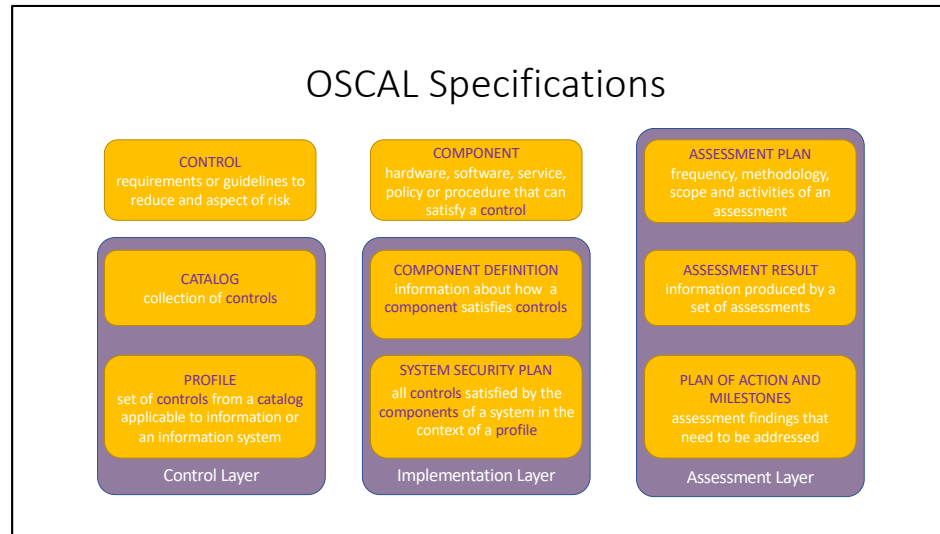 OSCAL Specifications
CONTROL
requirements or guidelines to
reduce and aspect of risk
CATALOG
collection of controls
PROFILE
set of controls from a catalog
applicable to information or
an information system
Control Layer
COMPONENT
hardware, software, service,
policy or procedure that can
satisfy a control
COMPONENT DEFINITION
information about how a
component satisfies controls
SYSTEM SECURITY PLAN
all controls satisfied by the
components of a system in the
context of a profile
Implementation Layer
ASSESSMENT PLAN
frequency, methodology,
scope and activities of an
assessment
ASSESSMENT RESULT
information produced by a
set of assessments
PLAN OF ACTION AND
MILESTONES
assessment findings that
need to be addressed
Assessment Layer